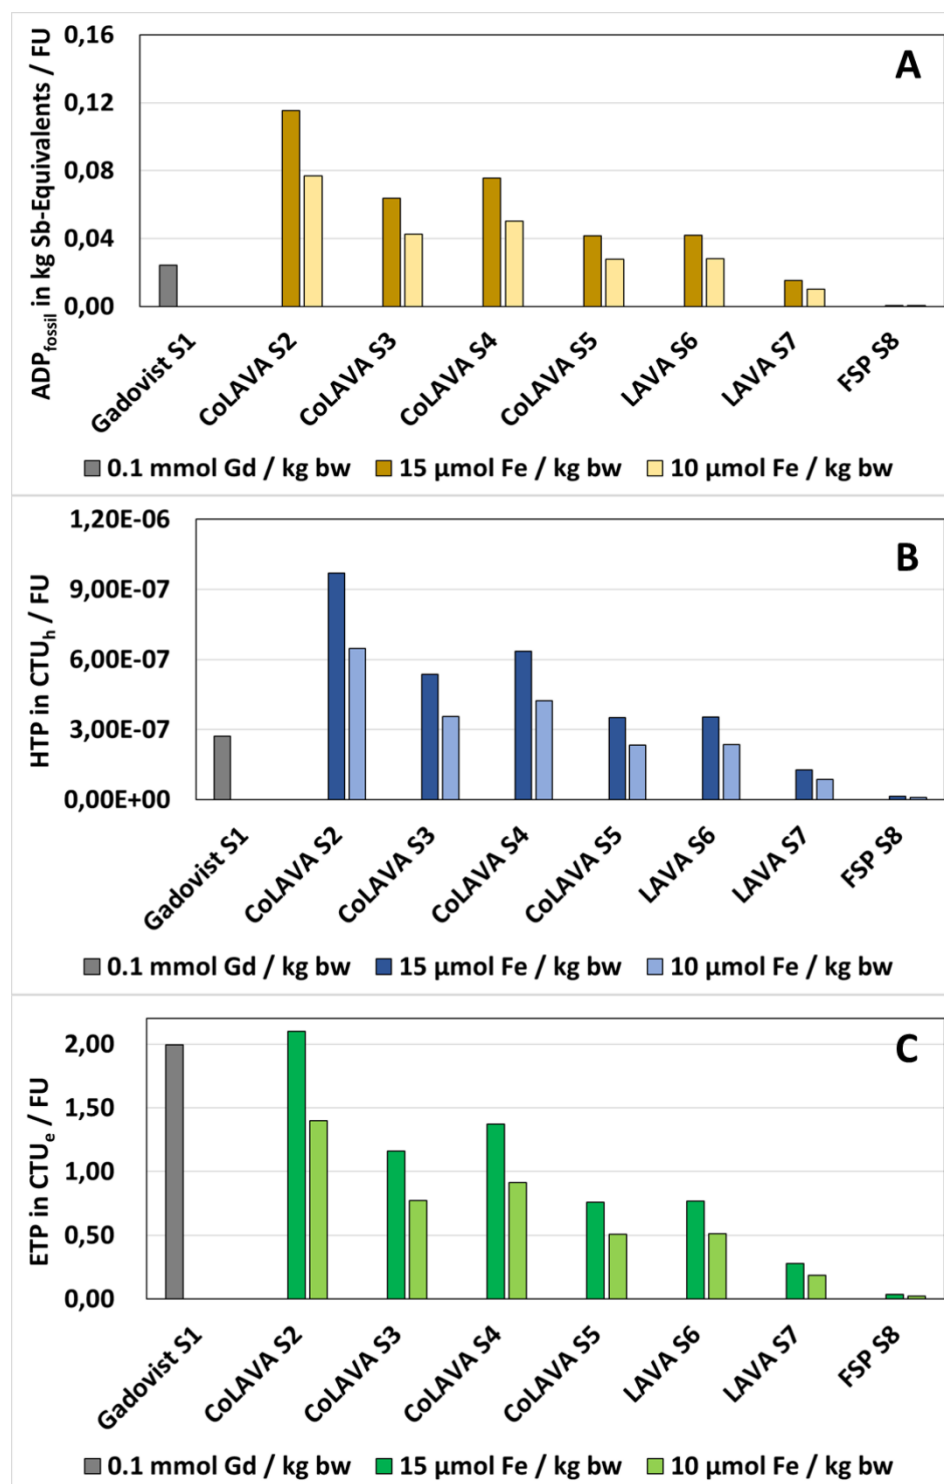 A
ADPfossil in kg Sb-Equivalents / FU
0,16
0,12
0,08
0,04
0,00
Gadovist S1
CoLAVA S2
CoLAVA S3
CoLAVA S4
CoLAVA S5
LAVA S6
LAVA S7
FSP S8
0.1 mmol Gd / kg bw
15 µmol Fe / kg bw
10 µmol Fe / kg bw
B
HTP in CTUh / FU
1,20E-06
9,00E-07
6,00E-07
3,00E-07
0,00E+00
Gadovist S1
CoLAVA S2
CoLAVA S3
CoLAVA S4
CoLAVA S5
LAVA S6
LAVA S7
FSP S8
0.1 mmol Gd / kg bw
15 µmol Fe / kg bw
10 µmol Fe / kg bw
C
ETP in CTUe / FU
2,00
1,50
1,00
0,50
0,00
Gadovist S1
CoLAVA S2
CoLAVA S3
CoLAVA S4
CoLAVA S5
LAVA S6
LAVA S7
FSP S8
0.1 mmol Gd / kg bw
15 µmol Fe / kg bw
10 µmol Fe / kg bw